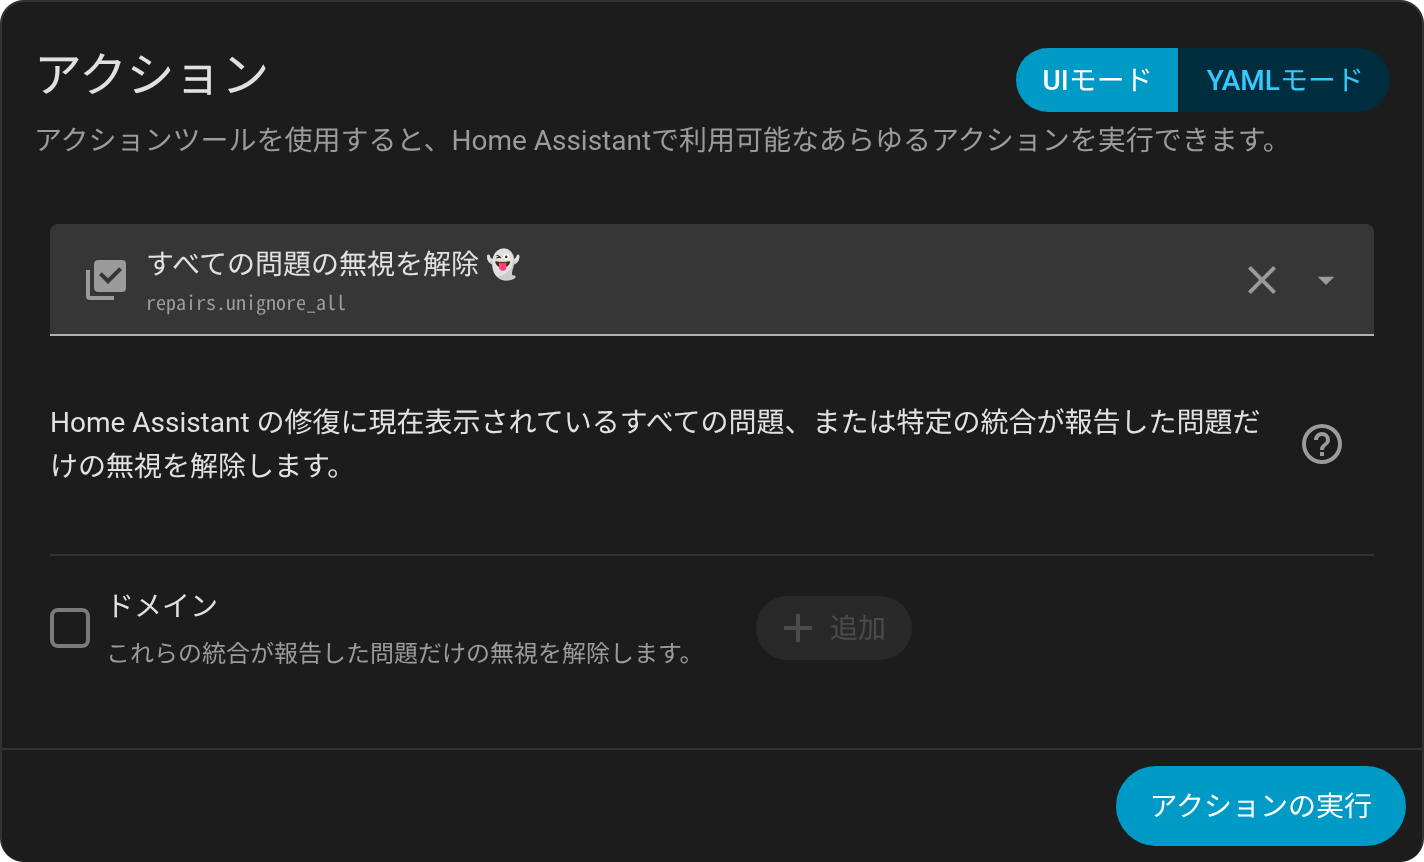 アクション
UIモード
YAMLモード
アクションツールを使用すると、Home Assistantで利用可能なあらゆるアクションを実行できます。
すべての問題の無視を解除 👻
repairs.unignore_all
Home Assistant の修復に現在表示されているすべての問題、または特定の統合が報告した問題だ
けの無視を解除します。
ドメイン
これらの統合が報告した問題だけの無視を解除します。
追加
アクションの実行